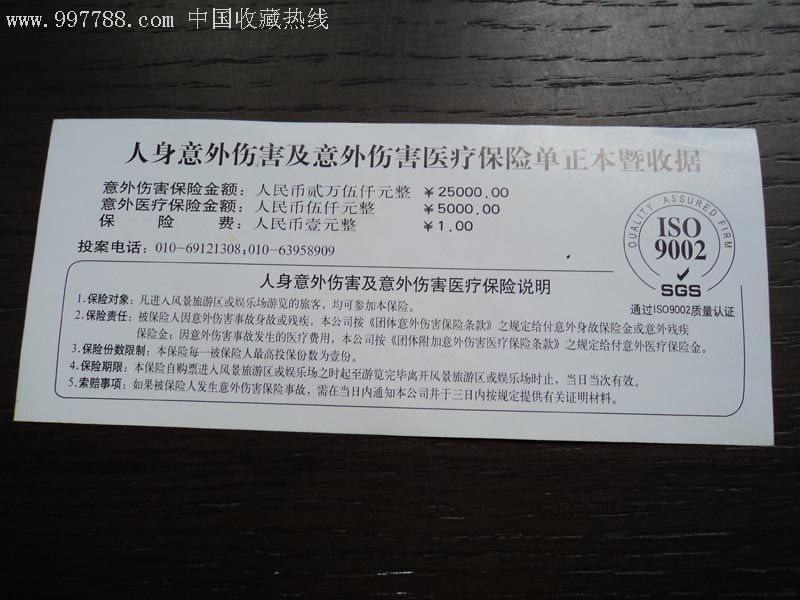 www.997788.com 中国收藏热线
人身意外伤害及意外伤害医疗保险单正本暨收据
意外伤害保险金额：人民币贰万伍仟元整 ￥25000.00
意外医疗保险金额：人民币伍仟元整 ￥5000.00
保 险 费：人民币壹元整 ￥1.00
投案电话：010-69121308;010-63958909
QUALITY ASSURED FIRM
ISO
9002
SGS
通过ISO9002质量认证
人身意外伤害及意外伤害医疗保险说明
1.保险对象：凡进入风景旅游区或娱乐场游览的旅客，均可参加本保险。
2.保险责任：被保险人因意外伤害事故身故或残疾，本公司按《团体意外伤害保险条款》之规定给付意外身故保险金或意外残疾
保险金；因意外伤害事故发生的医疗费用，本公司按《团体附加意外伤害医疗保险条款》之规定给付意外医疗保险金。
3.保险份数限制：本保险每一被保险人最高投保份数为壹份。
4.保险期限：本保险自购票进入风景旅游区或娱乐场之时起至游览完毕离开风景旅游区或娱乐场时止，当日当次有效。
5.索赔事项：如果被保险人发生意外伤害保险事故，需在当日内通知本公司并于三日内按规定提供有关证明材料。